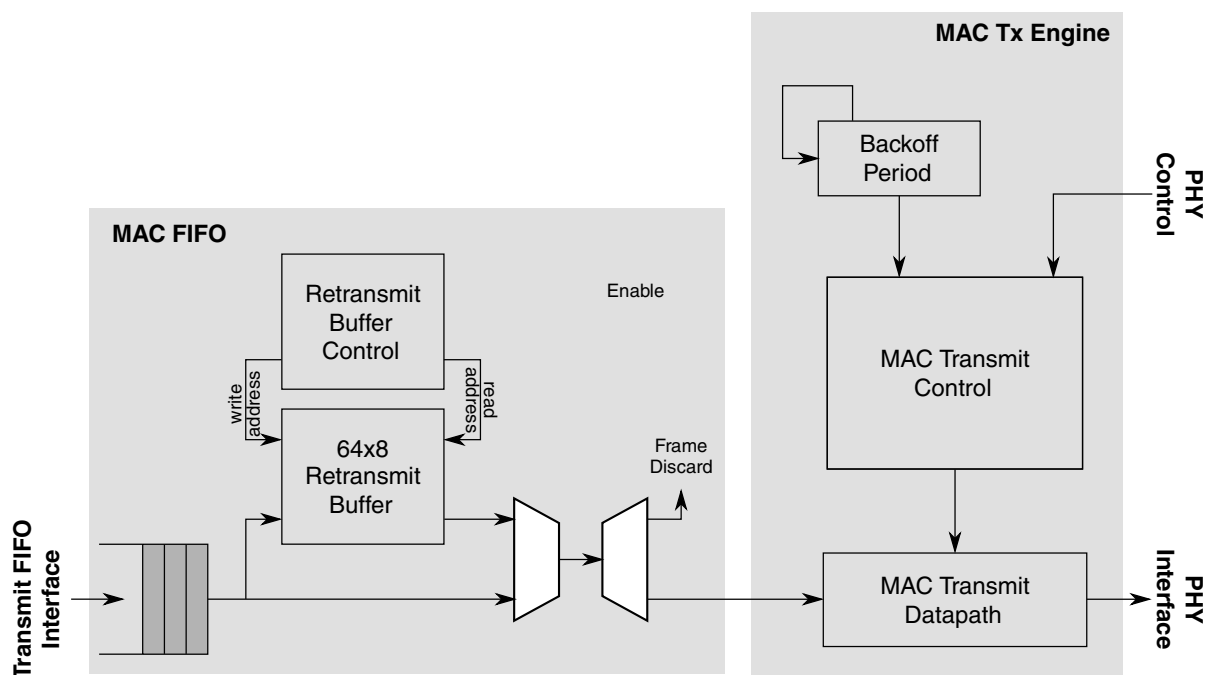 MAC Tx Engine
Backoff
Period
PHY
Control
MAC FIFO
Retransmit
Buffer
Control
Enable
MAC Transmit
Control
write
address
read
address
64x8
Retransmit
Buffer
Frame
Discard
Transmit FIFO
Interface
MAC Transmit
Datapath
PHY
Interface